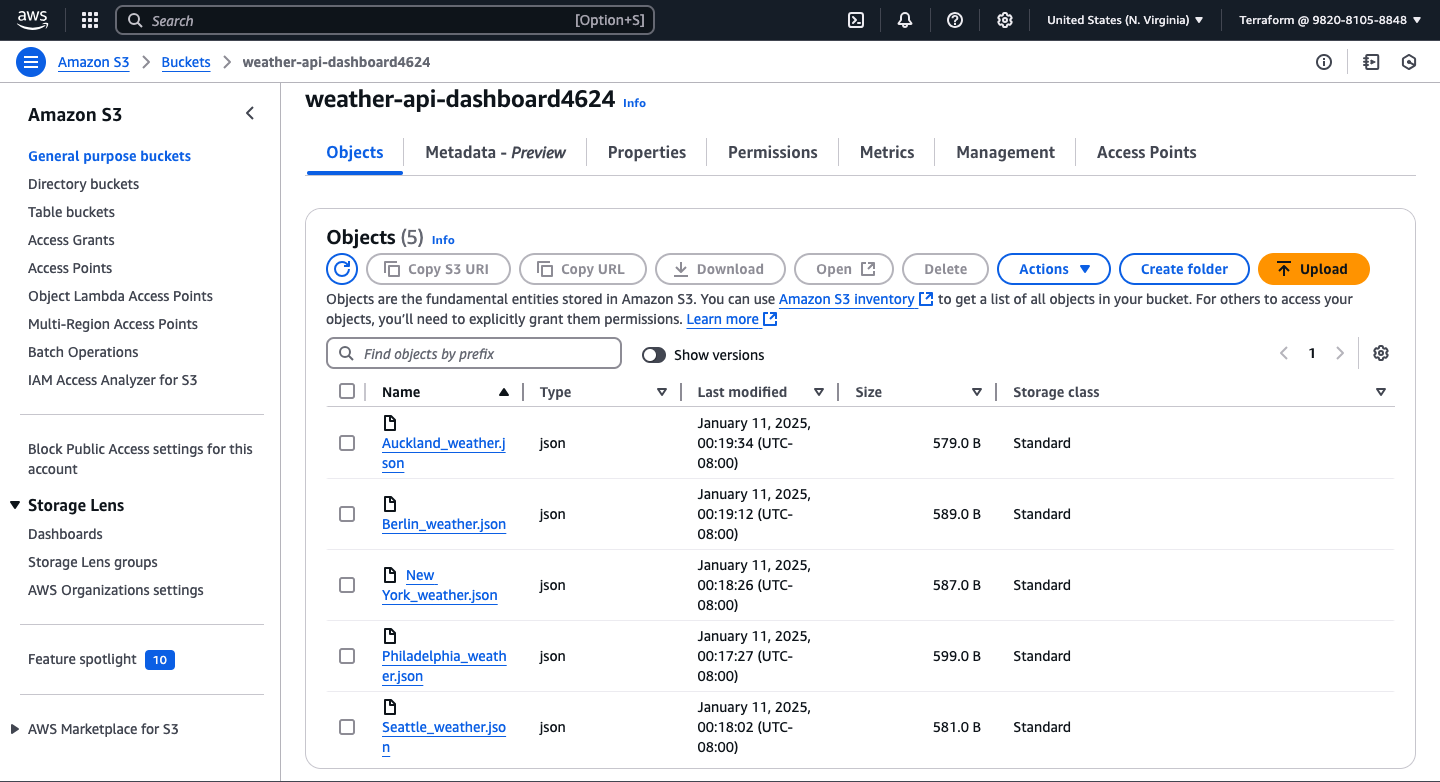 aws
Search [Option+S] United States (N. Virginia) Terraform @ 9820-8105-8848
Amazon S3 Buckets weather-api-dashboard4624
Amazon S3
General purpose buckets
Directory buckets
Table buckets
Access Grants
Access Points
Object Lambda Access Points
Multi-Region Access Points
Batch Operations
IAM Access Analyzer for S3
Block Public Access settings for this
account
Storage Lens
Dashboards
Storage Lens groups
AWS Organizations settings
Feature spotlight 10
AWS Marketplace for S3
weather-api-dashboard4624 Info
Objects Metadata - Preview Properties Permissions Metrics Management Access Points
Objects (5) Info
Copy S3 URI Copy URL Download Open Delete Actions Create folder Upload
Objects are the fundamental entities stored in Amazon S3. You can use Amazon S3 inventory to get a list of all objects in your bucket. For others to access your
objects, you'll need to explicitly grant them permissions. Learn more
Find objects by prefix Show versions 1
Name Type Last modified Size Storage class
January 11, 2025,
Auckland_weather.j json 00:19:34 (UTC- 579.0 B Standard
son 08:00)
January 11, 2025,
00:19:12 (UTC- json 589.0 B Standard
Berlin_weather.json 08:00)
January 11, 2025,
New json 00:18:26 (UTC- 587.0 B Standard
York_weather.json 08:00)
January 11, 2025,
Philadelphia_weath json 00:17:27 (UTC- 599.0 B Standard
er.json 08:00)
January 11, 2025,
Seattle_weather.jso json 00:18:02 (UTC- 581.0 B Standard
n 08:00)